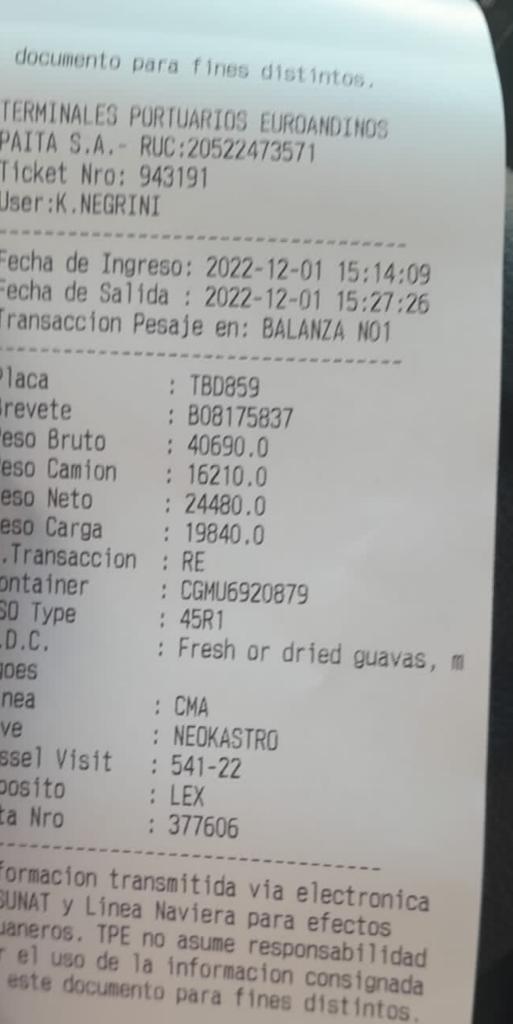 documento para fines distintos.
TERMINALES PORTUARIOS EUROANDINOS
PAITA S.A.- RUC:20522473571
Ticket Nro: 943191
User:K.NEGRINI
Fecha de Ingreso: 2022-12-01 15:14:09
Fecha de Salida : 2022-12-01 15:27:26
Transaccion Pesaje en: BALANZA NO1
Placa : TBD859
Brevete : B08175837
eso Bruto : 40690.0
eso Camion : 16210.0
eso Neto : 24480.0
eso Carga : 19840.0
.Transaccion : RE
ontainer : CGMU6920879
SO Type : 45R1
.D.C. : Fresh or dried guavas, m
goes
nea : CMA
ve : NEOKASTRO
ssel Visit : 541-22
posito : LEX
ta Nro : 377606
formacion transmitida via electronica
SUNAT y Linea Naviera para efectos
uaneros. TPE no asume responsabilidad
r el uso de la informacion consignada
este documento para fines distintos.